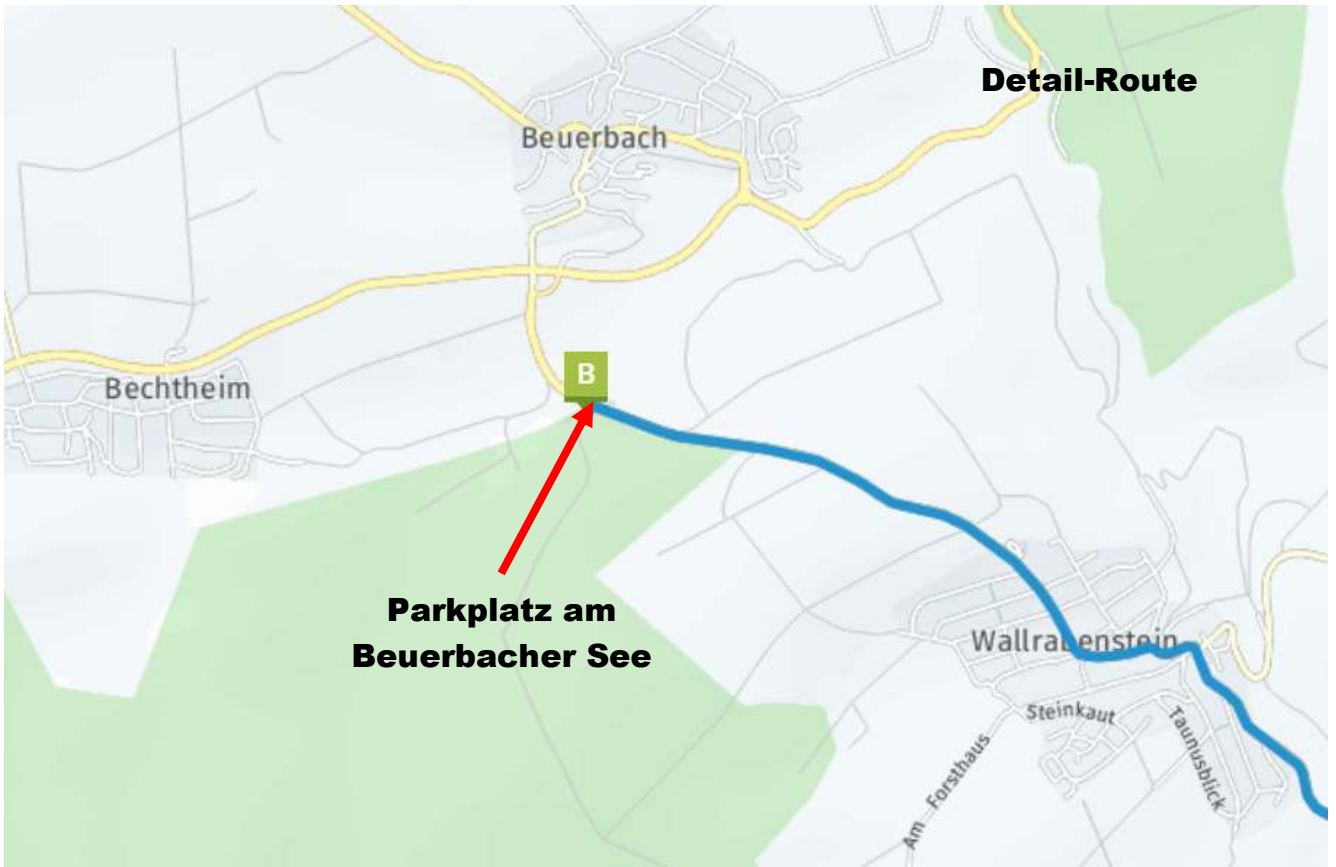 Detail-Route
Beuerbach
B
Bechtheim
Parkplatz am
Beuerbacher See
Wallrabenstein
Steinkaut
Taunusblick
Am Forsthaus